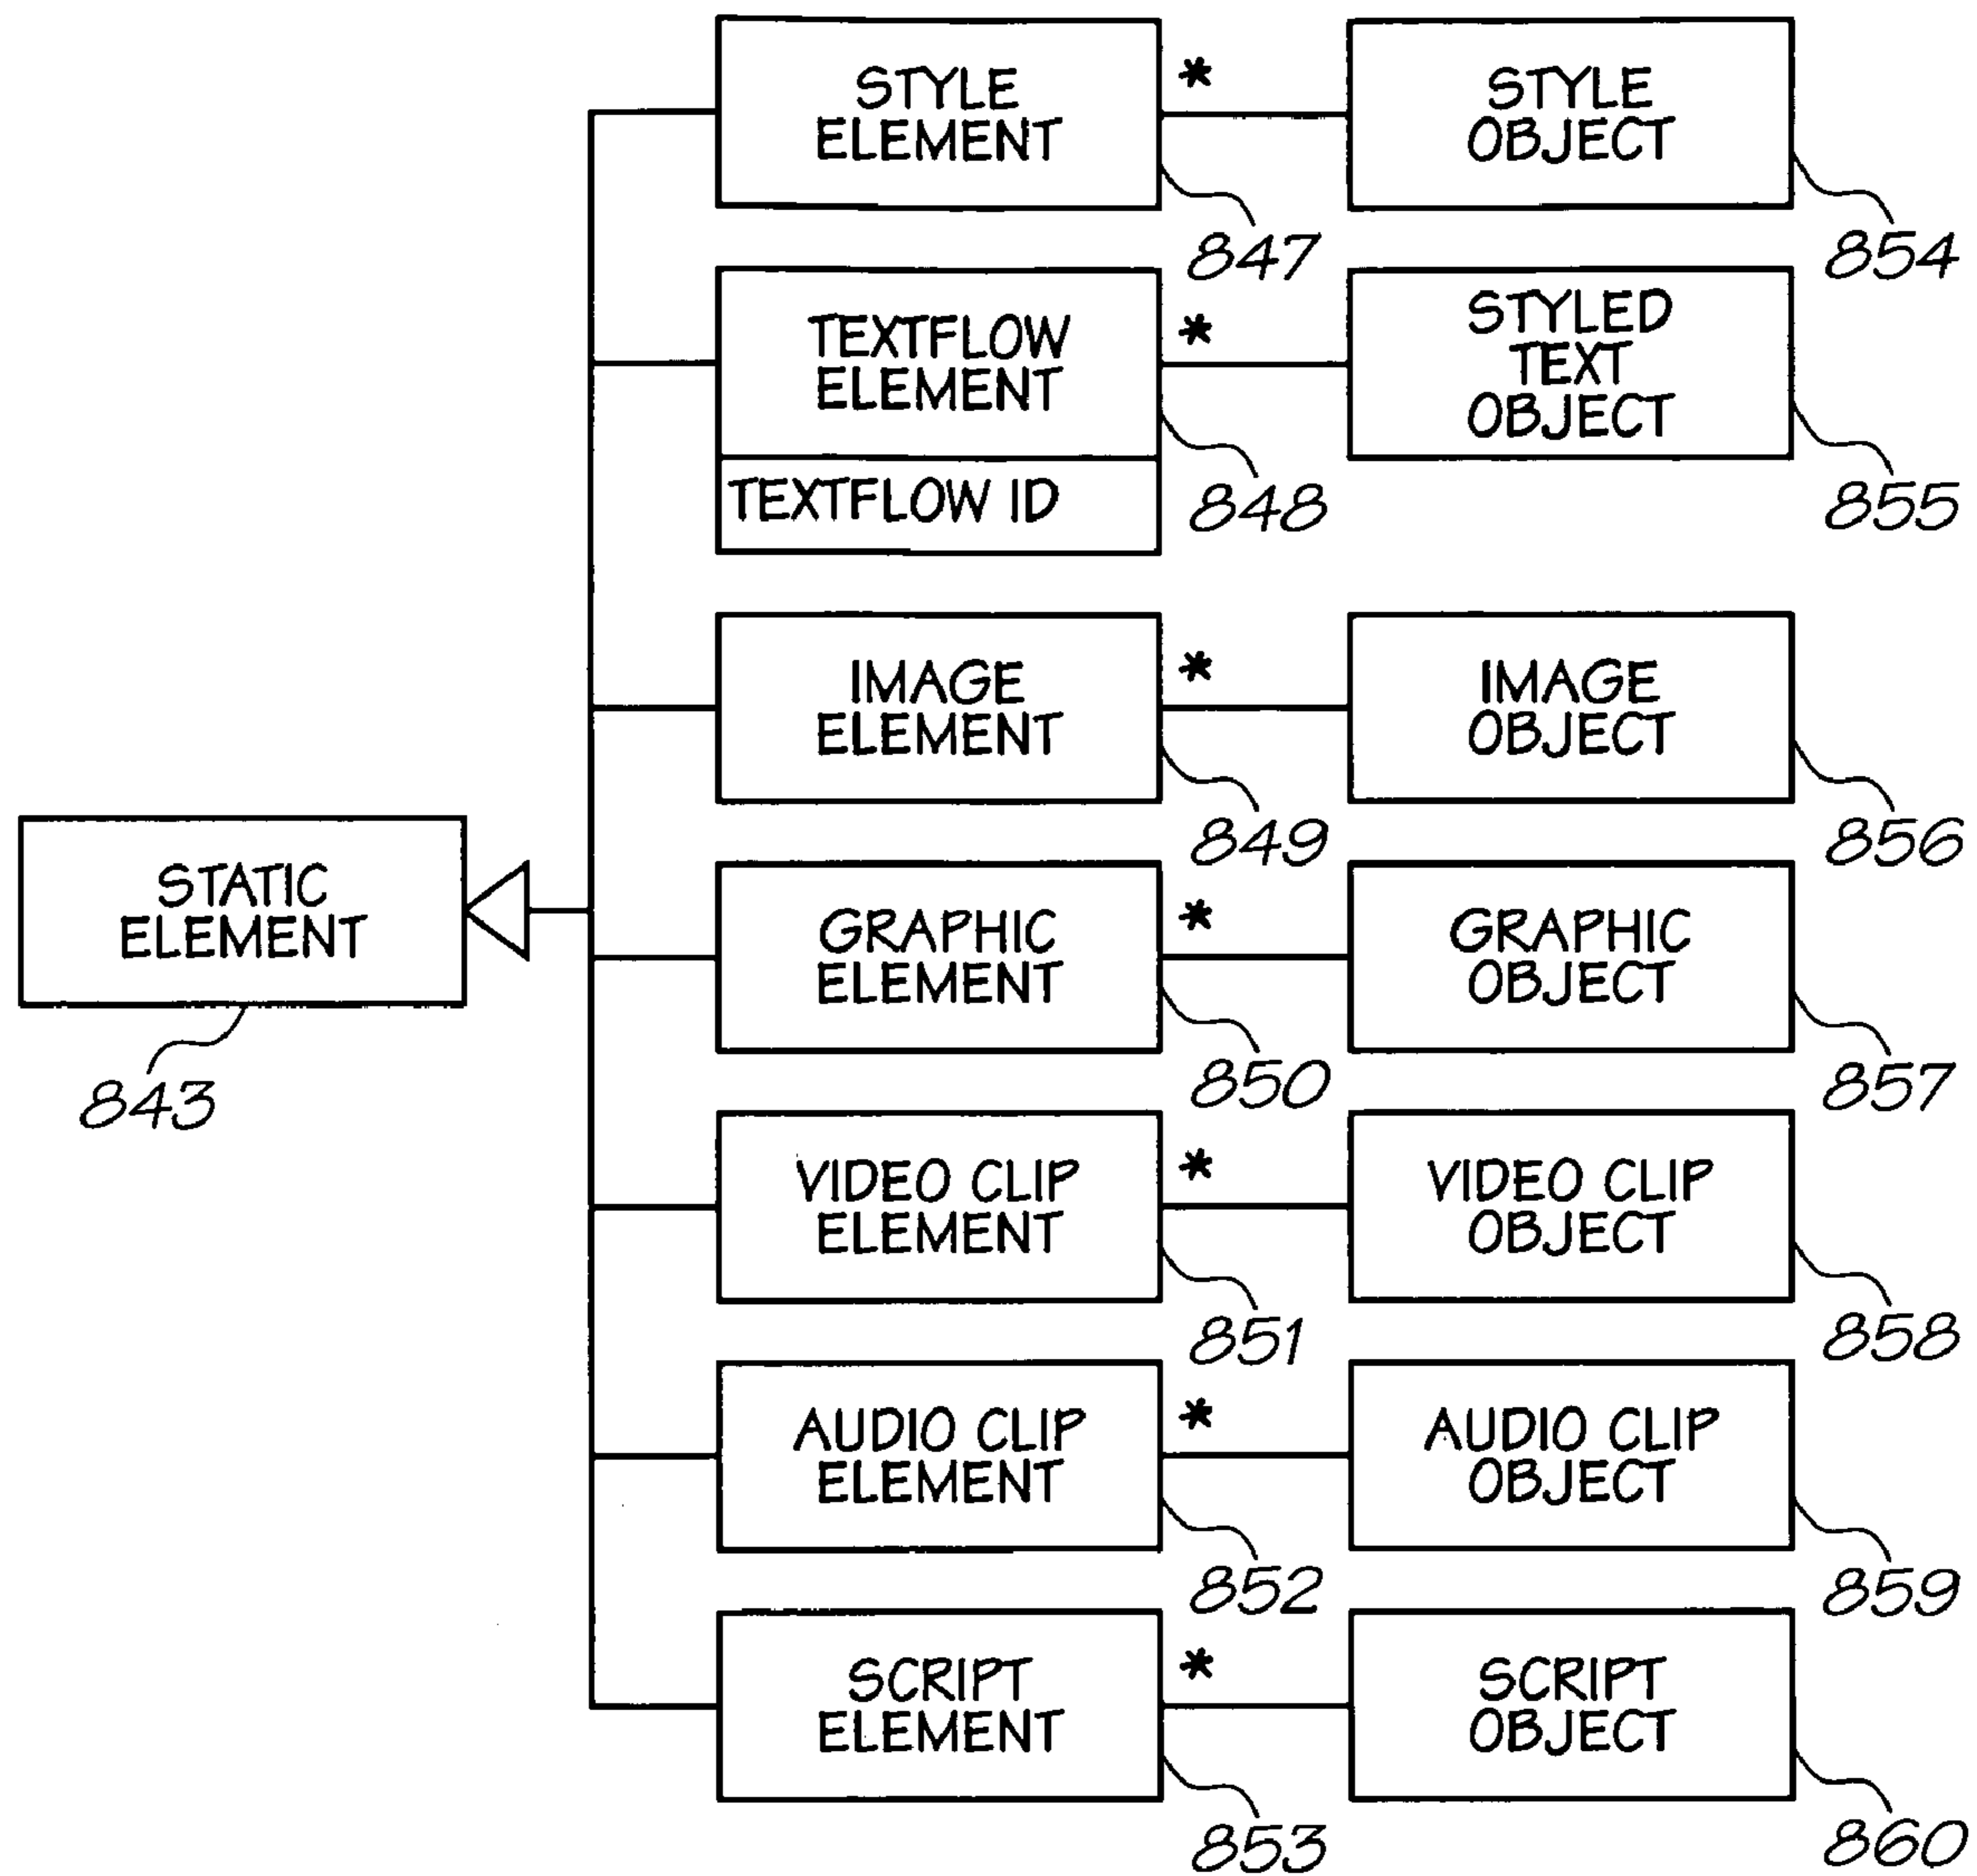 STYLE
ELEMENT
*
847
STYLE
OBJECT
854
TEXTFLOW
ELEMENT
TEXTFLOW ID
*
848
STYLED
TEXT
OBJECT
855
IMAGE
ELEMENT
*
849
IMAGE
OBJECT
856
STATIC
ELEMENT
843
GRAPHIC
ELEMENT
*
850
GRAPHIC
OBJECT
857
VIDEO CLIP
ELEMENT
*
851
VIDEO CLIP
OBJECT
858
AUDIO CLIP
ELEMENT
*
852
AUDIO CLIP
OBJECT
859
SCRIPT
ELEMENT
*
853
SCRIPT
OBJECT
860